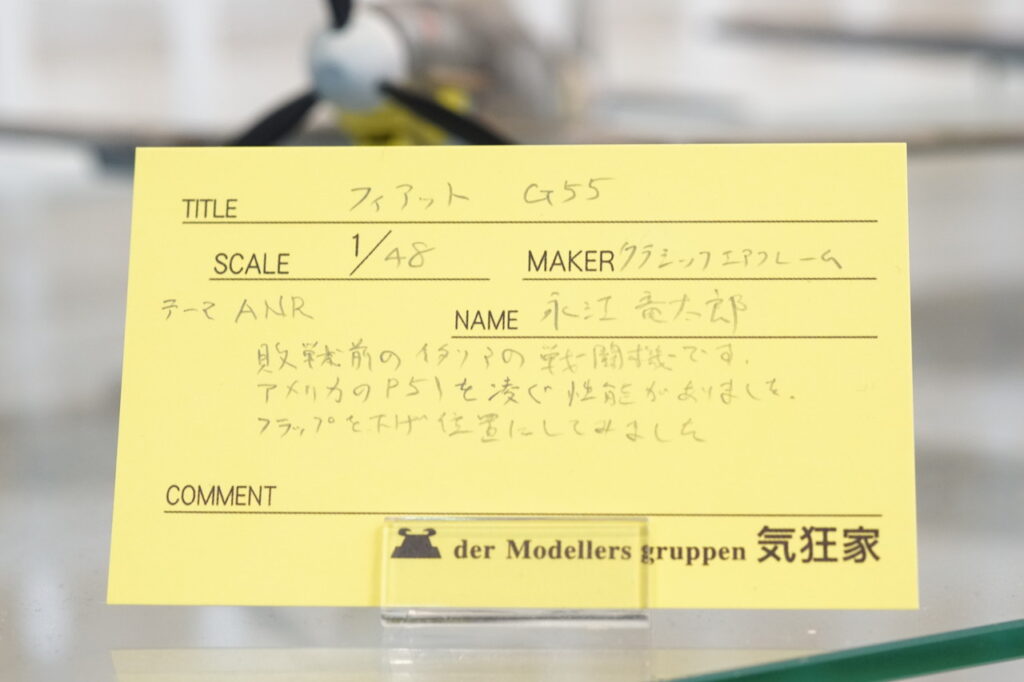 TITLE フィアット G55
SCALE 1/48 MAKER クラシックエアフレーム
テーマ ANR NAME 永江 竜太郎
敗戦前のイタリアの戦闘機です.
アメリカのP51を凌ぐ性能がありました.
フラップを下げ位置にしてみました
COMMENT
der Modellers gruppen 気狂家